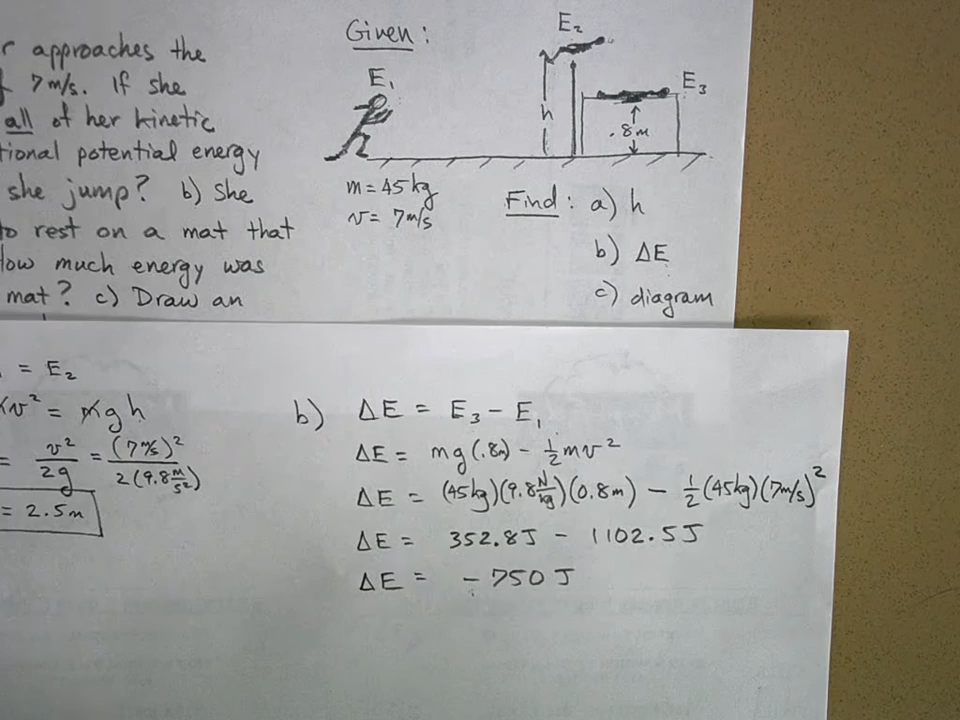 r approaches the
f 7 m/s. If she
all of her kinetic
tional potential energy
she jump? b) She
to rest on a mat that
How much energy was
mat? c) Draw an
Given:
E₁
E₂
E₃
h
.8m
m = 45 kg
v = 7 m/s
Find: a) h
b) ΔE
c) diagram
= E₂
v² = mgh
= v²/2g = (7 m/s)²/2(9.8 m/s²)
= 2.5m
b) ΔE = E₃ - E₁
ΔE = mg(.8m) - ½mv²
ΔE = (45kg)(9.8 N/kg)(0.8m) - ½(45kg)(7m/s)²
ΔE = 352.8J - 1102.5J
ΔE = -750 J